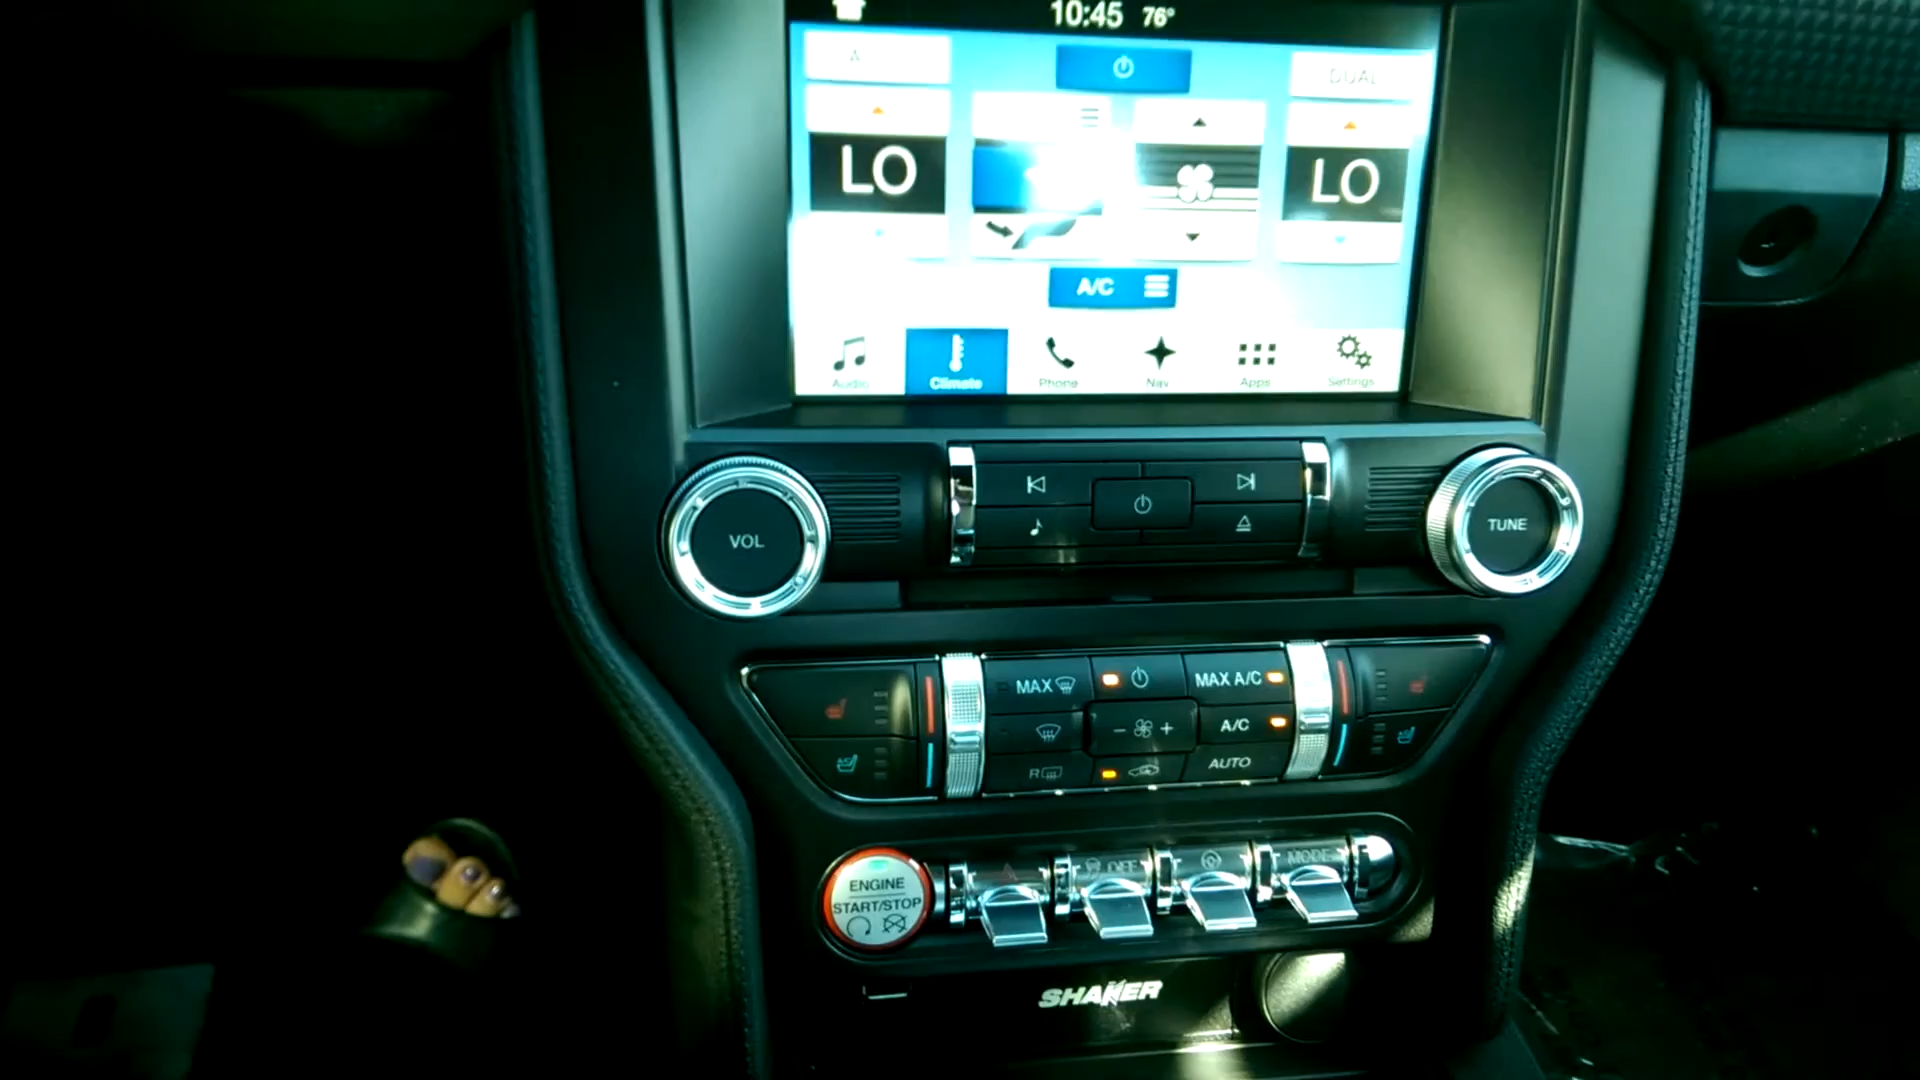 10:45 76°
A
DUAL
LO
LO
A/C
Audio
Climate
Phone
Nav
Apps
Settings
VOL
TUNE
MAX
MAX A/C
A/C
R
AUTO
ENGINE
START/STOP
OFF
MODE
SHAKER